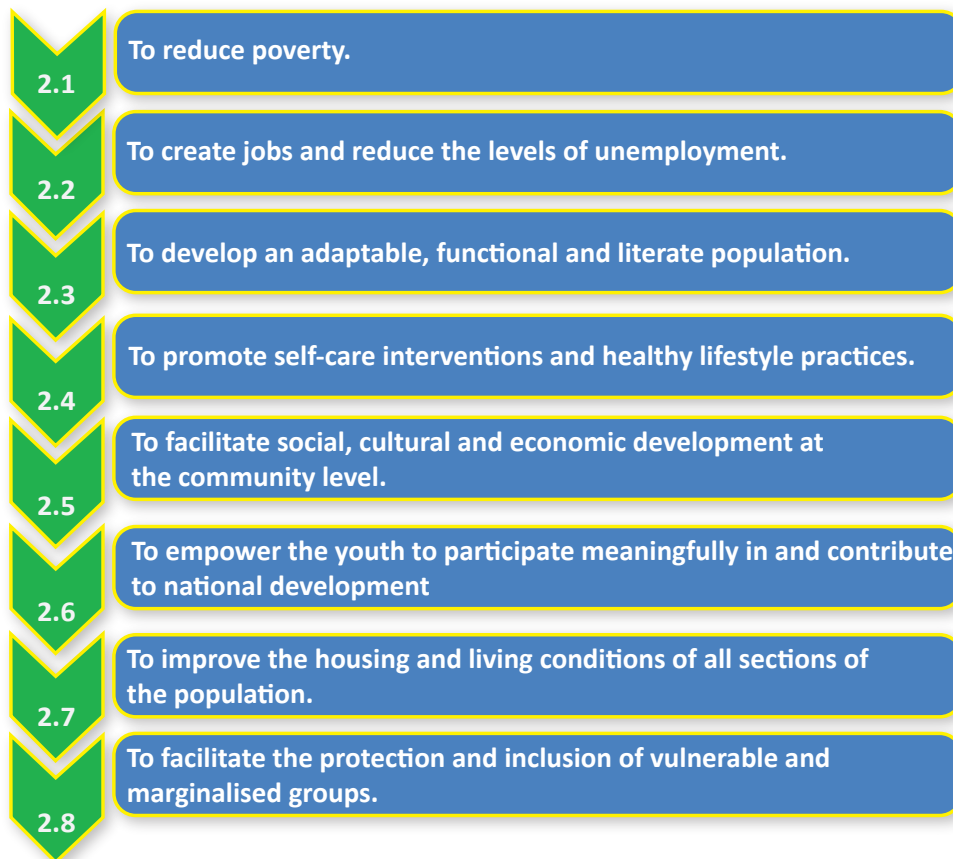 2.1
To reduce poverty.
2.2
To create jobs and reduce the levels of unemployment.
2.3
To develop an adaptable, functional and literate population.
2.4
To promote self-care interventions and healthy lifestyle practices.
2.5
To facilitate social, cultural and economic development at
the community level.
2.6
To empower the youth to participate meaningfully in and contribute
to national development
2.7
To improve the housing and living conditions of all sections of
the population.
2.8
To facilitate the protection and inclusion of vulnerable and
marginalised groups.